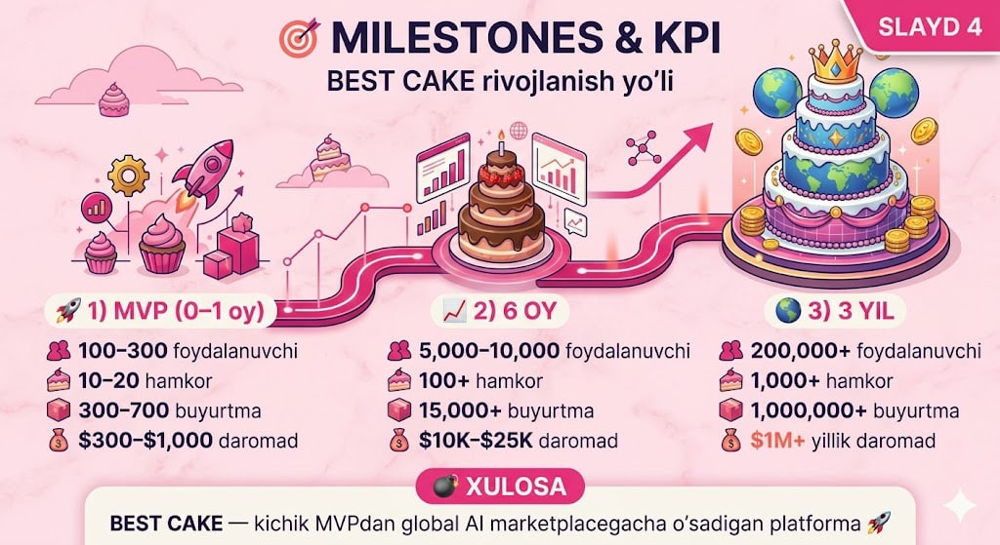 SLAYD 4
🎯 MILESTONES & KPI
BEST CAKE rivojlanish yo'li
🚀 1) MVP (0–1 oy)
100–300 foydalanuvchi
10–20 hamkor
300–700 buyurtma
$300–$1,000 daromad
📈 2) 6 OY
5,000–10,000 foydalanuvchi
100+ hamkor
15,000+ buyurtma
$10K–$25K daromad
🌍 3) 3 YIL
200,000+ foydalanuvchi
1,000+ hamkor
1,000,000+ buyurtma
$1M+ yillik daromad
💣 XULOSA
BEST CAKE — kichik MVPdan global AI marketplacegacha o'sadigan platforma 🚀